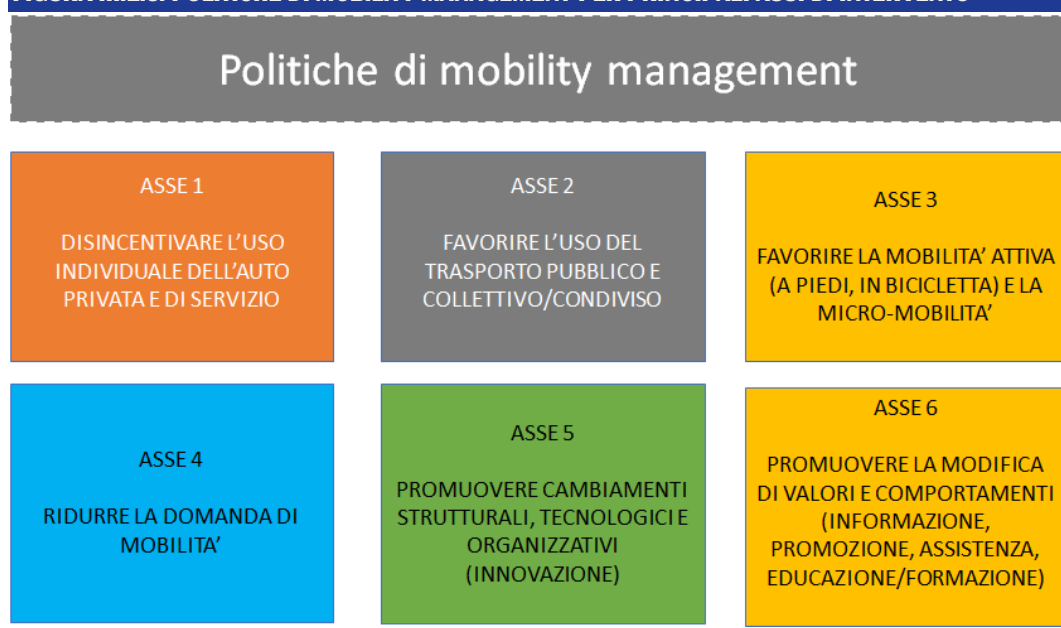 Politiche di mobility management
ASSE 1
DISINCENTIVARE L'USO
INDIVIDUALE DELL'AUTO
PRIVATA E DI SERVIZIO
ASSE 2
FAVORIRE L'USO DEL
TRASPORTO PUBBLICO E
COLLETTIVO/CONDIVISO
ASSE 3
FAVORIRE LA MOBILITA' ATTIVA
(A PIEDI, IN BICICLETTA) E LA
MICRO-MOBILITA'
ASSE 4
RIDURRE LA DOMANDA DI
MOBILITA'
ASSE 5
PROMUOVERE CAMBIAMENTI
STRUTTURALI, TECNOLOGICI E
ORGANIZZATIVI
(INNOVAZIONE)
ASSE 6
PROMUOVERE LA MODIFICA
DI VALORI E COMPORTAMENTI
(INFORMAZIONE,
PROMOZIONE, ASSISTENZA,
EDUCAZIONE/FORMAZIONE)